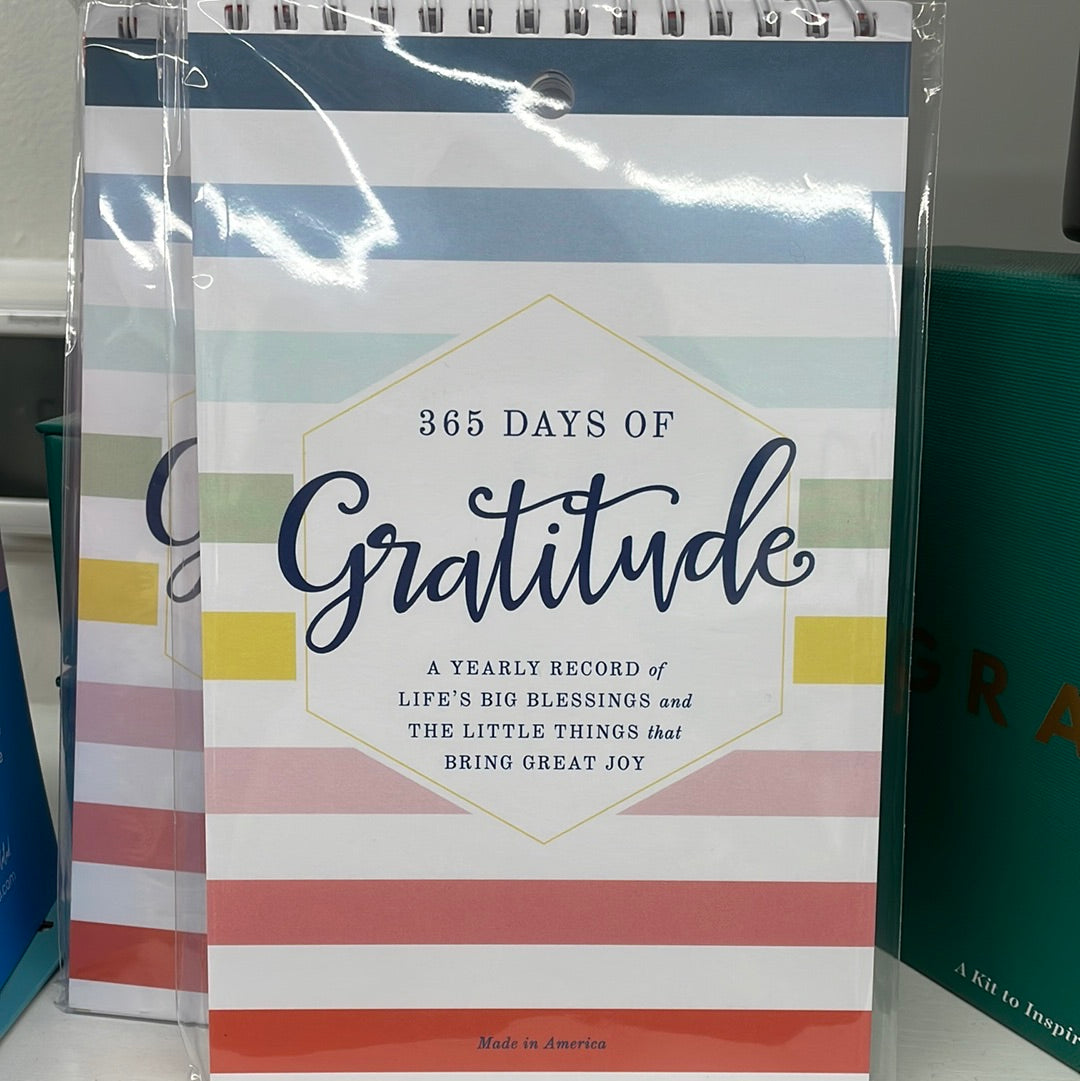 365 DAYS OF
Gratitude
A YEARLY RECORD of
LIFE'S BIG BLESSINGS and
THE LITTLE THINGS that
BRING GREAT JOY
Made in America
G
GRA
A Kit to Inspir